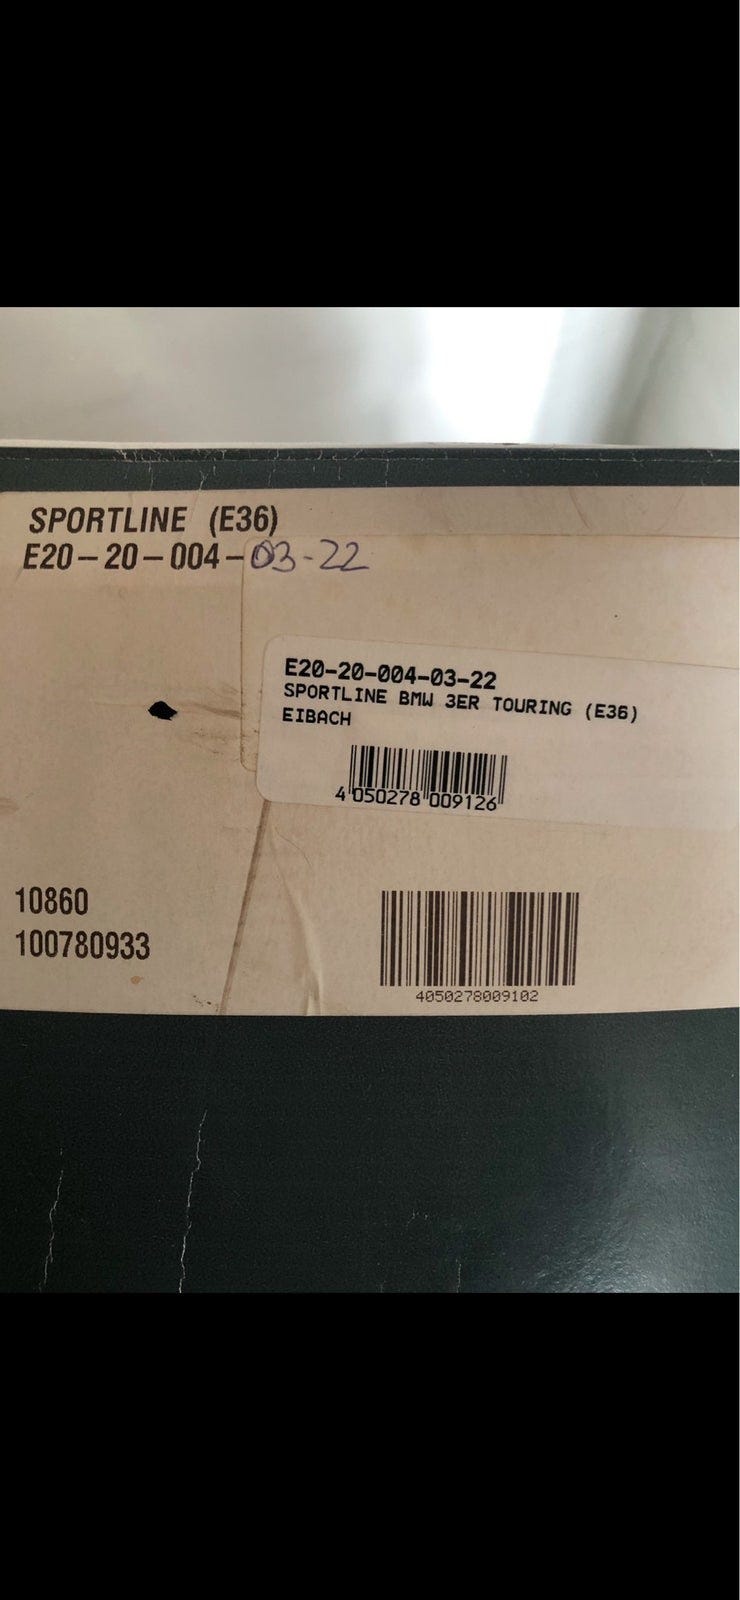 SPORTLINE (E36)
E20-20-004-03-22
E20-20-004-03-22
SPORTLINE BMW 3ER TOURING (E36)
EIBACH
4 050278 009126
10860
100780933
4050278009102